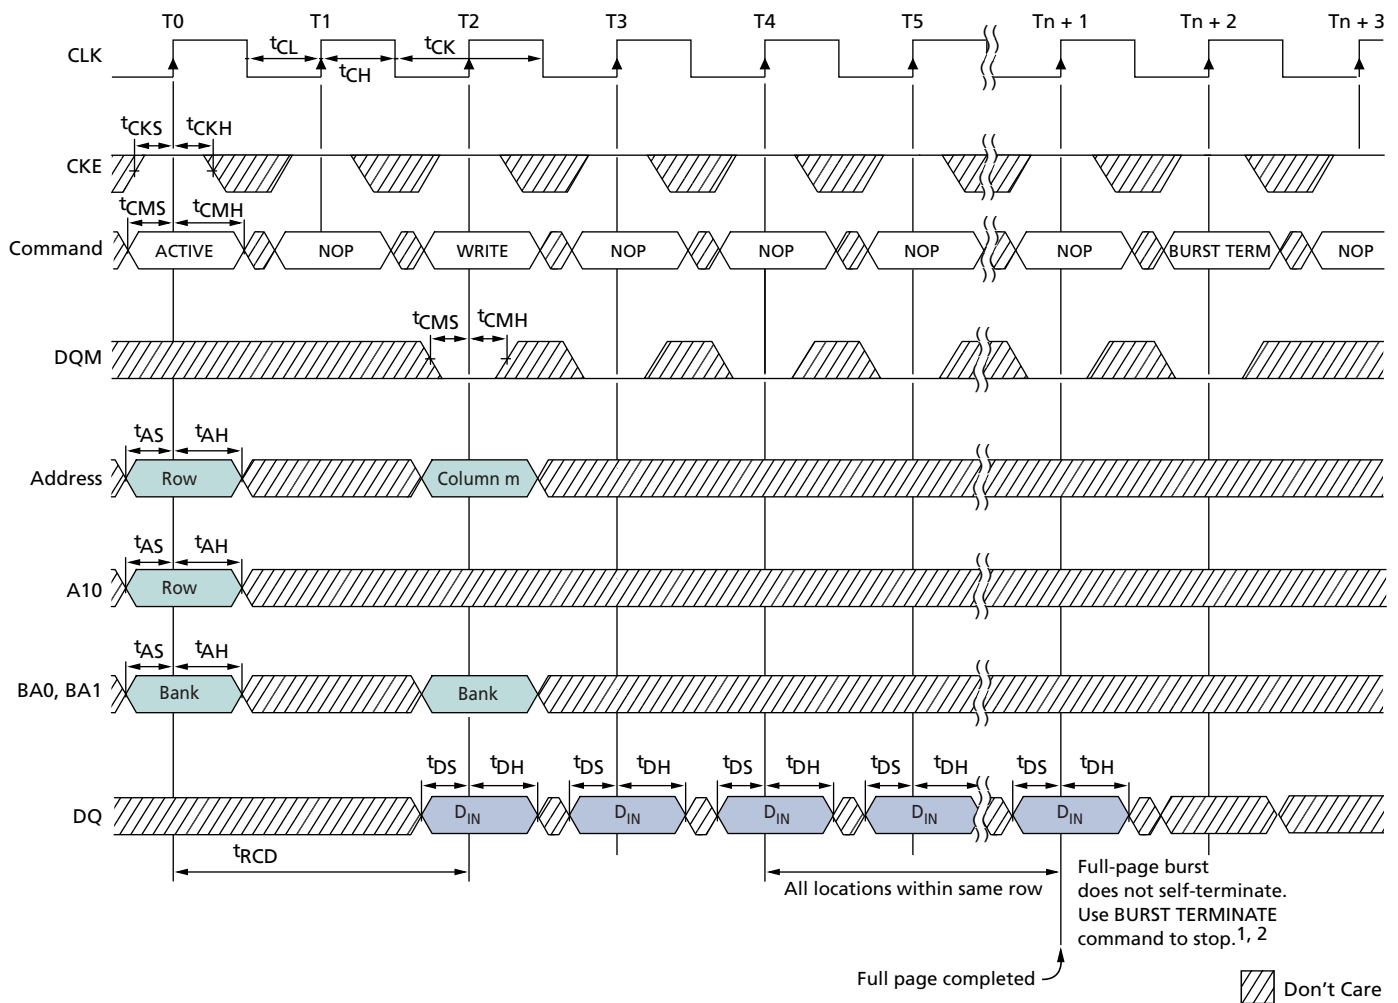 T0 T1 T2 T3 T4 T5 Tn + 1 Tn + 2 Tn + 3
CLK tCL tCH tCK
tCKS tCKH
CKE
tCMS tCMH
Command ACTIVE NOP WRITE NOP NOP NOP NOP BURST TERM NOP
tCMS tCMH
DQM
tAS tAH
Address Row Column m
tAS tAH
A10 Row
tAS tAH
BA0, BA1 Bank Bank
tDS tDH tDS tDH tDS tDH tDS tDH tDS tDH
DQ DIN DIN DIN DIN DIN
tRCD
All locations within same row
Full-page burst
does not self-terminate.
Use BURST TERMINATE
command to stop.1, 2
Full page completed
Don't Care